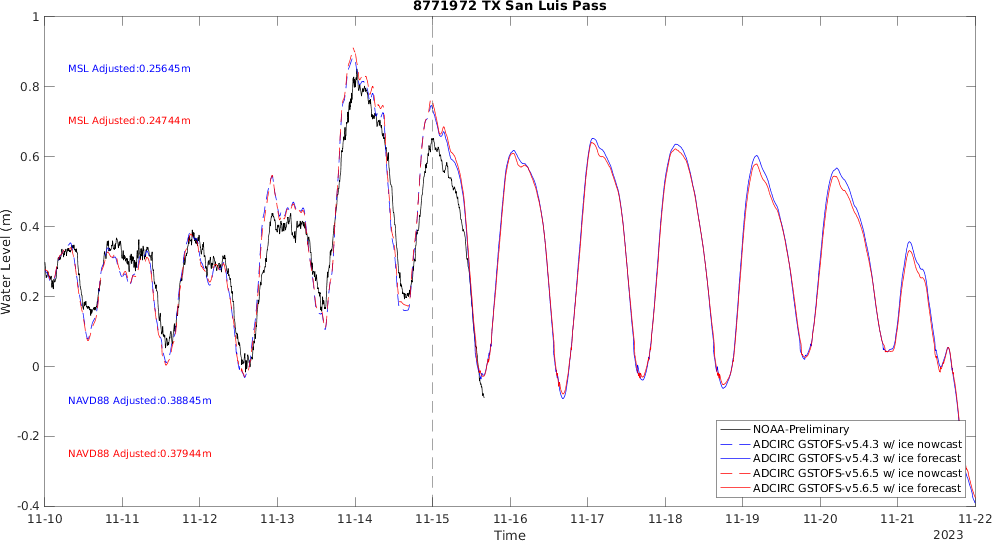 8771972 TX San Luis Pass
1
0.8
0.6
0.4
0.2
0
-0.2
-0.4
Water Level (m)
MSL Adjusted:0.25645m
MSL Adjusted:0.24744m
NAVD88 Adjusted:0.38845m
NAVD88 Adjusted:0.37944m
NOAA-Preliminary
ADCIRC GSTOFS-v5.4.3 w/ ice nowcast
ADCIRC GSTOFS-v5.4.3 w/ ice forecast
ADCIRC GSTOFS-v5.6.5 w/ ice nowcast
ADCIRC GSTOFS-v5.6.5 w/ ice forecast
11-10 11-11 11-12 11-13 11-14 11-15 11-16 11-17 11-18 11-19 11-20 11-21 11-22
Time
2023